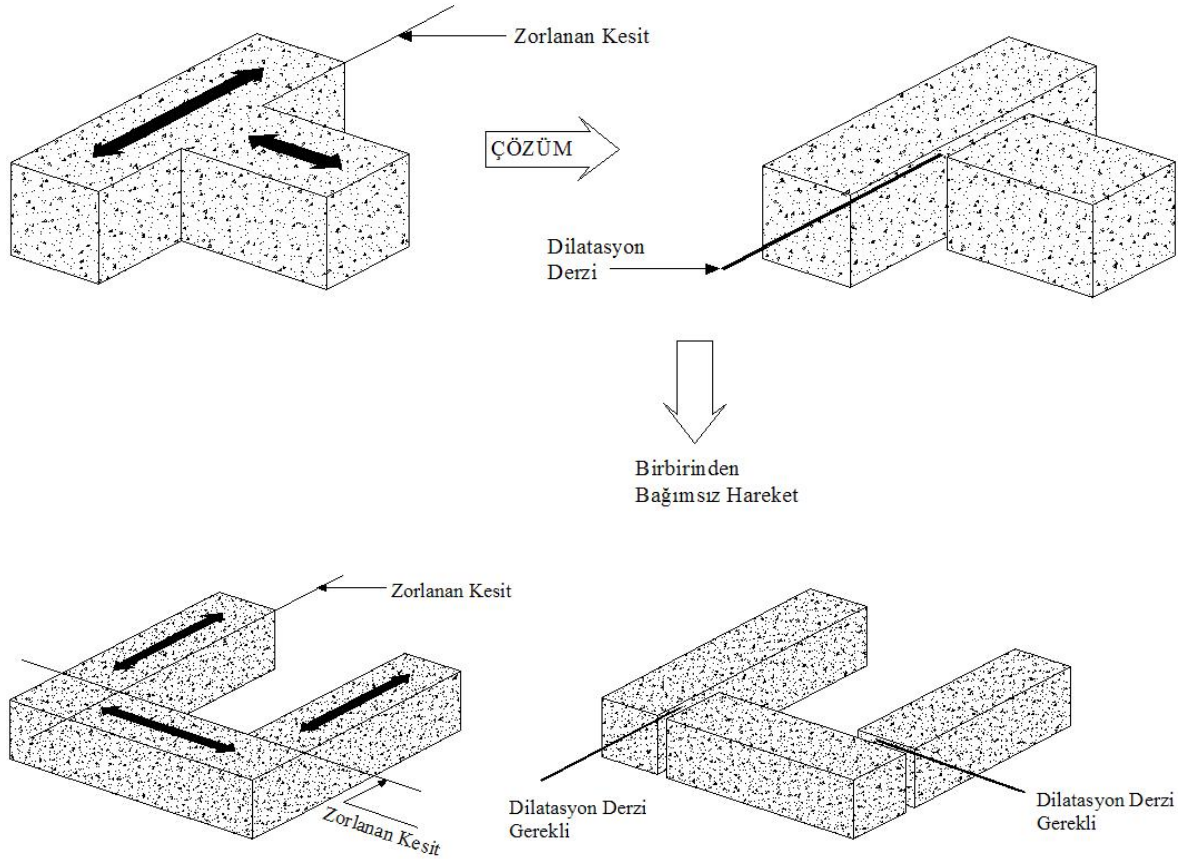 Zorlanan Kesit
ÇÖZÜM
Dilatasyon
Derzi
Birbirinden
Bağımsız Hareket
Zorlanan Kesit
Zorlanan Kesit
Dilatasyon Derzi
Gerekli
Dilatasyon Derzi
Gerekli